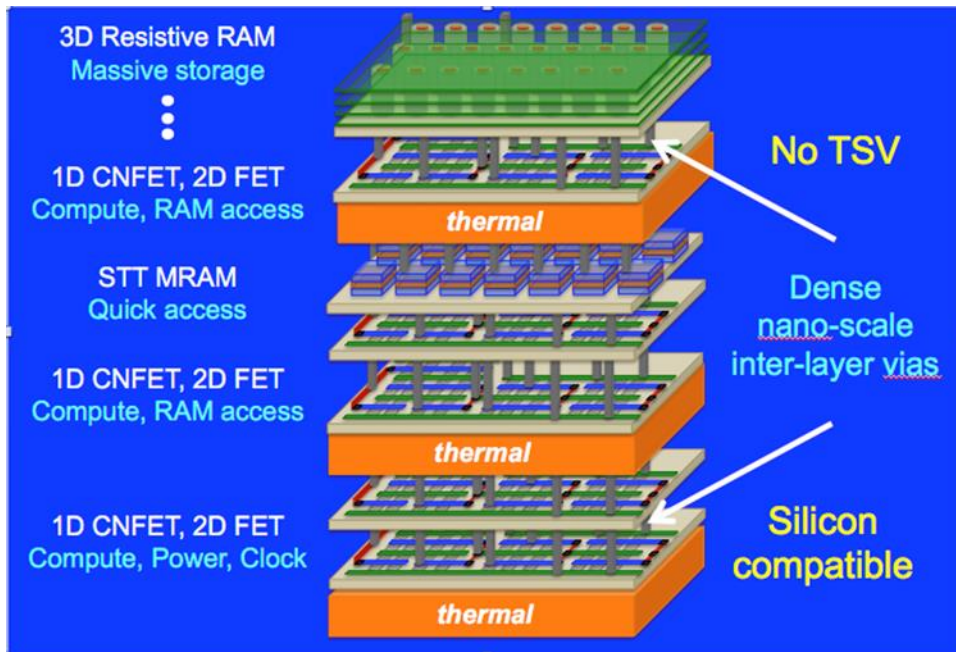 3D Resistive RAM
Massive storage
1D CNFET, 2D FET
Compute, RAM access
STT MRAM
Quick access
1D CNFET, 2D FET
Compute, RAM access
1D CNFET, 2D FET
Compute, Power, Clock
thermal
thermal
thermal
No TSV
Dense
nano-scale
inter-layer vias
Silicon
compatible